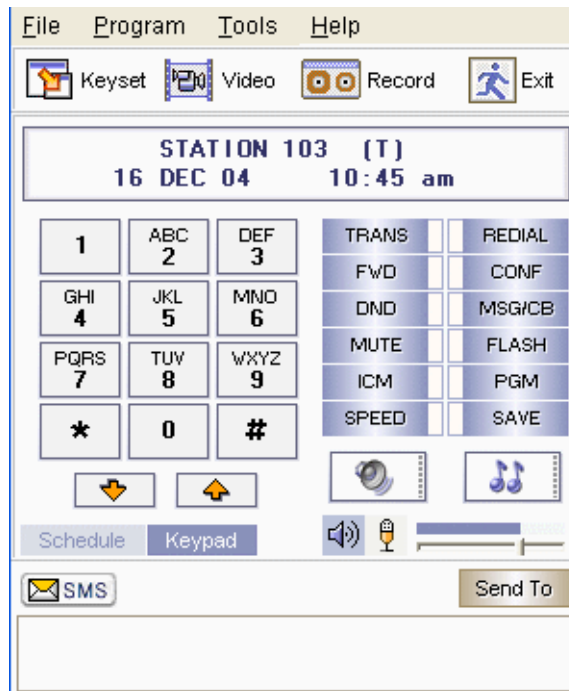 File Program Tools Help
Keyset Video Record Exit
STATION 103 (T)
16 DEC 04 10:45 am
1 ABC DEF TRANS REDIAL
2 3
FWD CONF
GHI JKL MNO DND MSG/CB
4 5 6
MUTE FLASH
PQRS TUV WXYZ
7 8 9 ICM PGM
* 0 # SPEED SAVE
Schedule Keypad
SMS Send To